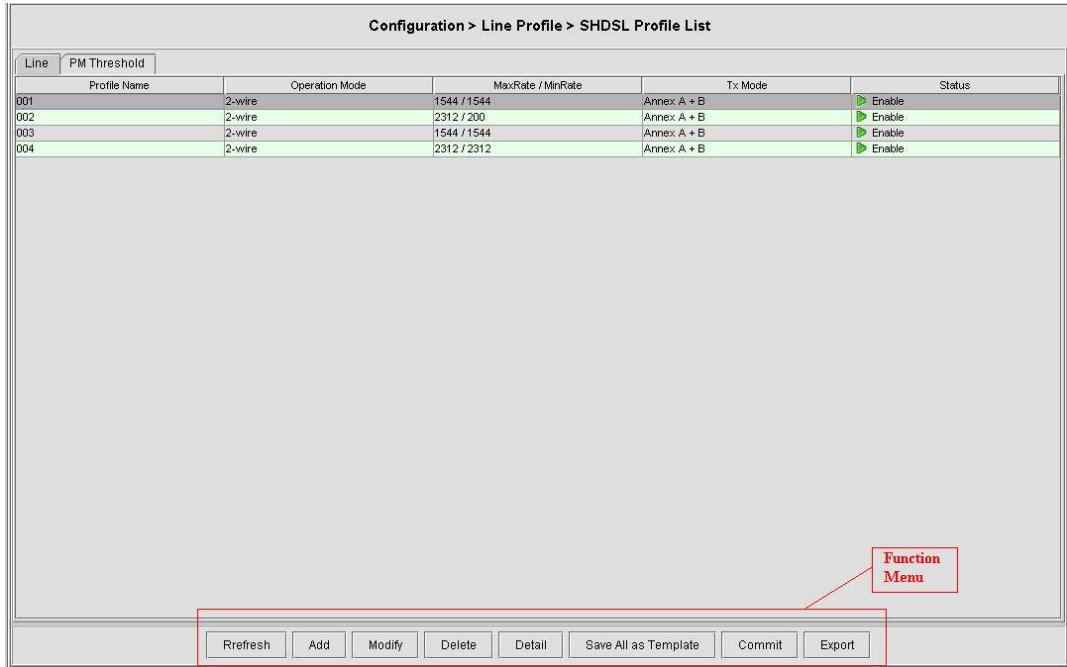 Configuration > Line Profile > SHDSL Profile List
Line PM Threshold
Profile Name Operation Mode MaxRate / MinRate Tx Mode Status
001 2-wire 1544 / 1544 Annex A + B Enable
002 2-wire 2312 / 200 Annex A + B Enable
003 2-wire 1544 / 1544 Annex A + B Enable
004 2-wire 2312 / 2312 Annex A + B Enable
Function
Menu
Rrefresh Add Modify Delete Detail Save All as Template Commit Export